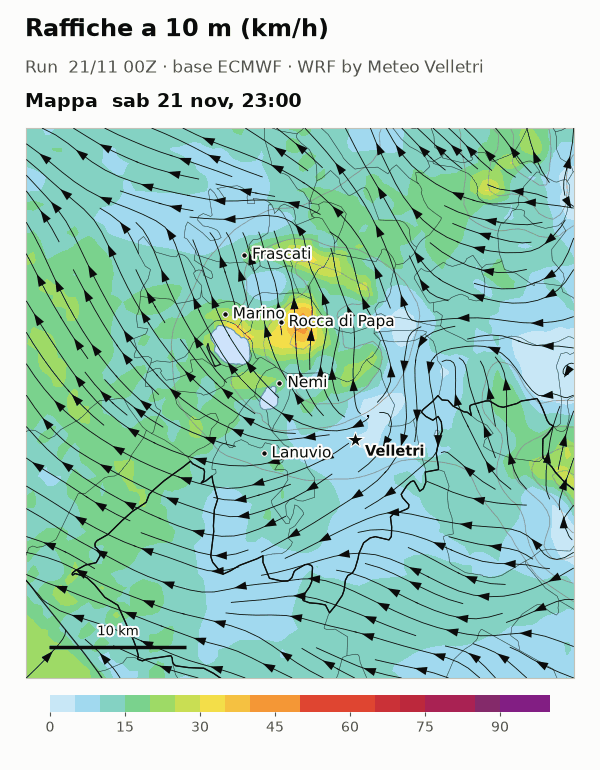 Raffiche a 10 m (km/h)
Run  21/11 00Z · base ECMWF · WRF by Meteo Velletri
Mappa  sab 21 nov, 23:00
Frascati
Marino
Rocca di Papa
Nemi
Velletri
Lanuvio
10 km
0 15 30 45 60 75 90